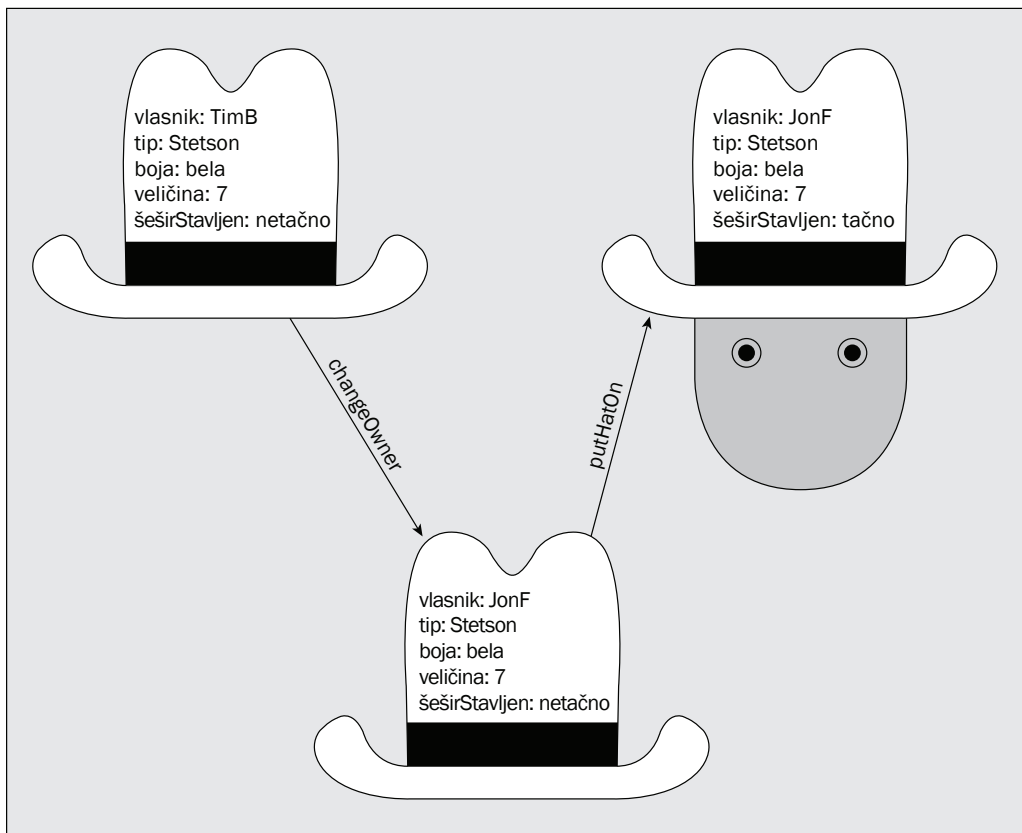 vlasnik: TimB
tip: Stetson
boja: bela
veličina: 7
šeširStavljen: netačno
vlasnik: JonF
tip: Stetson
boja: bela
veličina: 7
šeširStavljen: tačno
changeOwner
putHatOn
vlasnik: JonF
tip: Stetson
boja: bela
veličina: 7
šeširStavljen: netačno